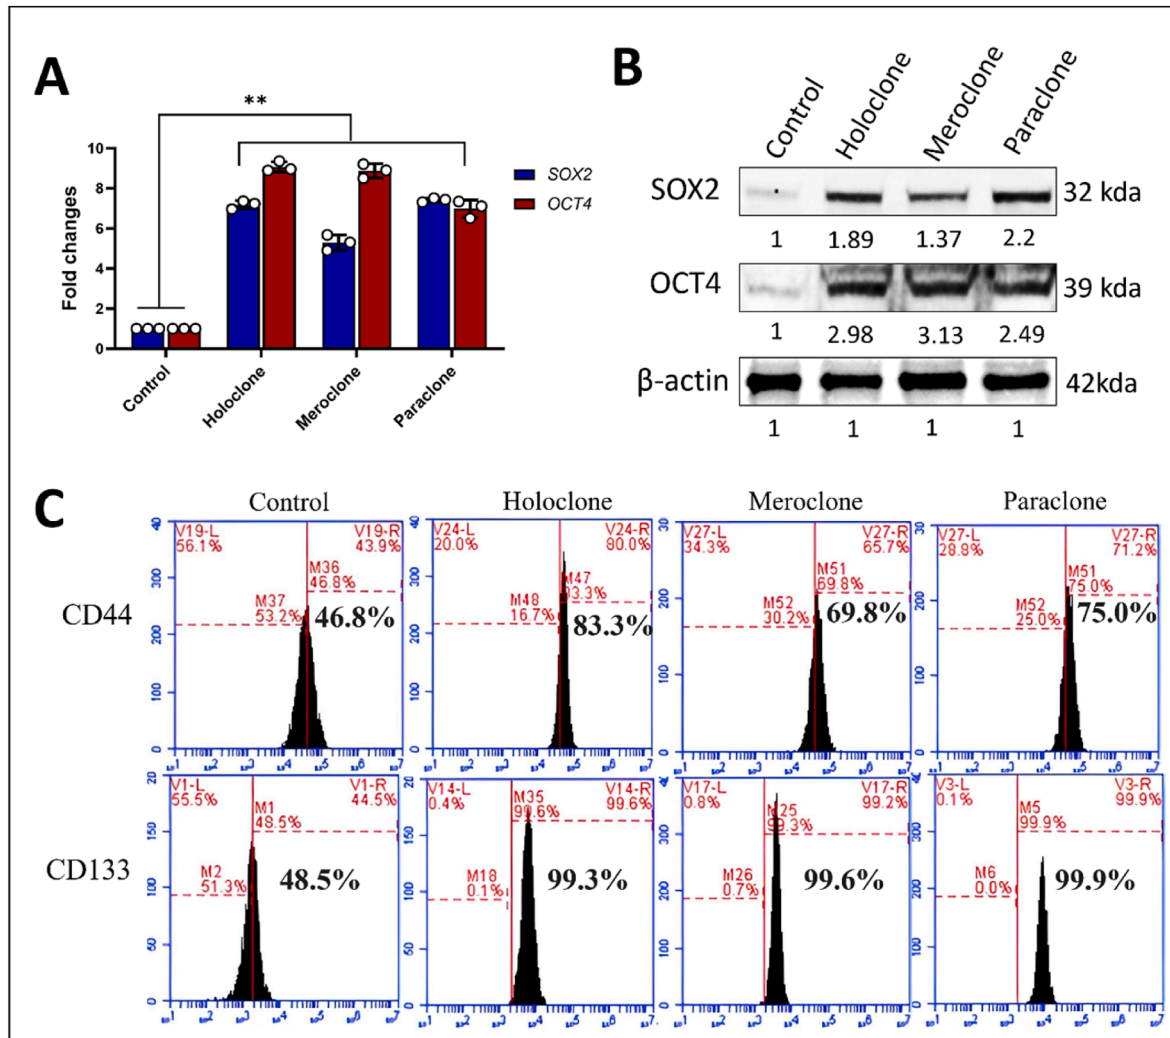 A
**
10
8
6
4
2
0
Fold changes
SOX2
OCT4
Control
Holoclone
Meroclone
Paraclone
B
Control
Holoclone
Meroclone
Paraclone
SOX2
32 kda
1
1.89
1.37
2.2
OCT4
39 kda
1
2.98
3.13
2.49
β-actin
42kda
1
1
1
1
C
Control
Holoclone
Meroclone
Paraclone
CD44
V19-L
56.1%
V19-R
43.9%
M36
46.8%
M37
53.2%
46.8%
V24-L
20.0%
V24-R
80.0%
M47
M48
16.7%
83.3%
V27-L
34.3%
V27-R
65.7%
M51
69.8%
M52
30.2%
69.8%
V27-L
28.8%
V27-R
71.2%
M51
75.0%
M52
25.0%
75.0%
CD133
V1-L
55.5%
V1-R
44.5%
M1
48.5%
M2
51.3%
48.5%
V14-L
0.4%
V14-R
99.6%
M35
99.6%
M18
0.1%
99.3%
V17-L
0.8%
V17-R
99.2%
M26
0.7%
99.6%
V3-L
0.1%
V3-R
99.9%
M5
99.9%
M6
0.0%
99.9%